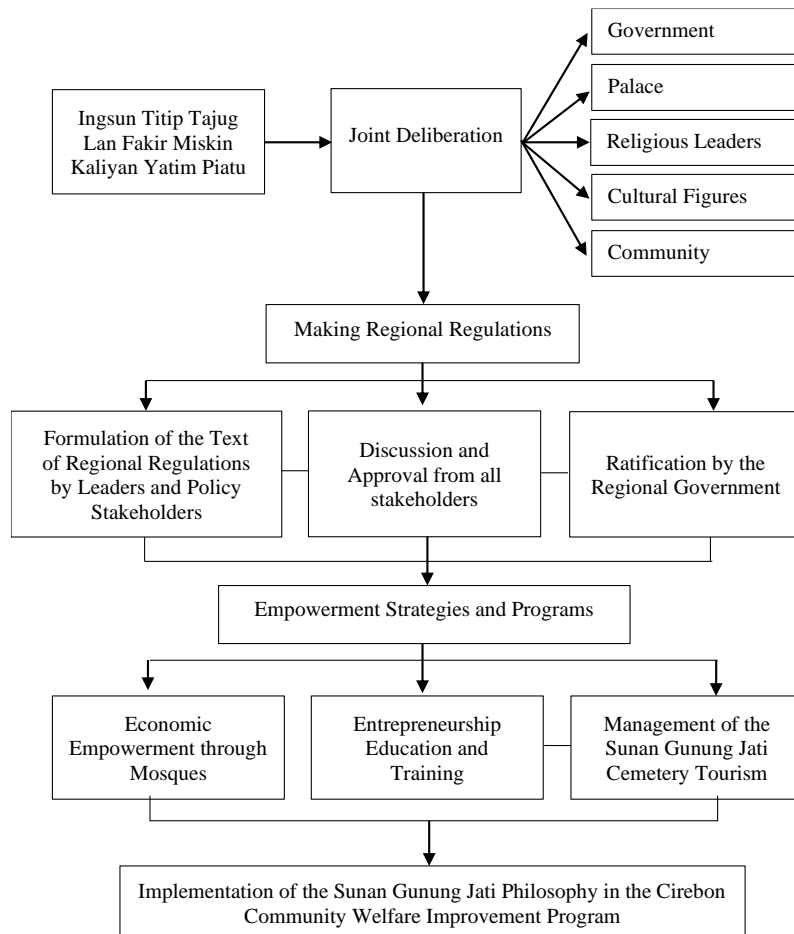 Government
Palace
Ingsun Titip Tajug
Lan Fakir Miskin
Kaliyan Yatim Piatu
Joint Deliberation
Religious Leaders
Cultural Figures
Community
Making Regional Regulations
Formulation of the Text
of Regional Regulations
by Leaders and Policy
Stakeholders
Discussion and
Approval from all
stakeholders
Ratification by the
Regional Government
Empowerment Strategies and Programs
Economic
Empowerment through
Mosques
Entrepreneurship
Education and
Training
Management of the
Sunan Gunung Jati
Cemetery Tourism
Implementation of the Sunan Gunung Jati Philosophy in the Cirebon
Community Welfare Improvement Program